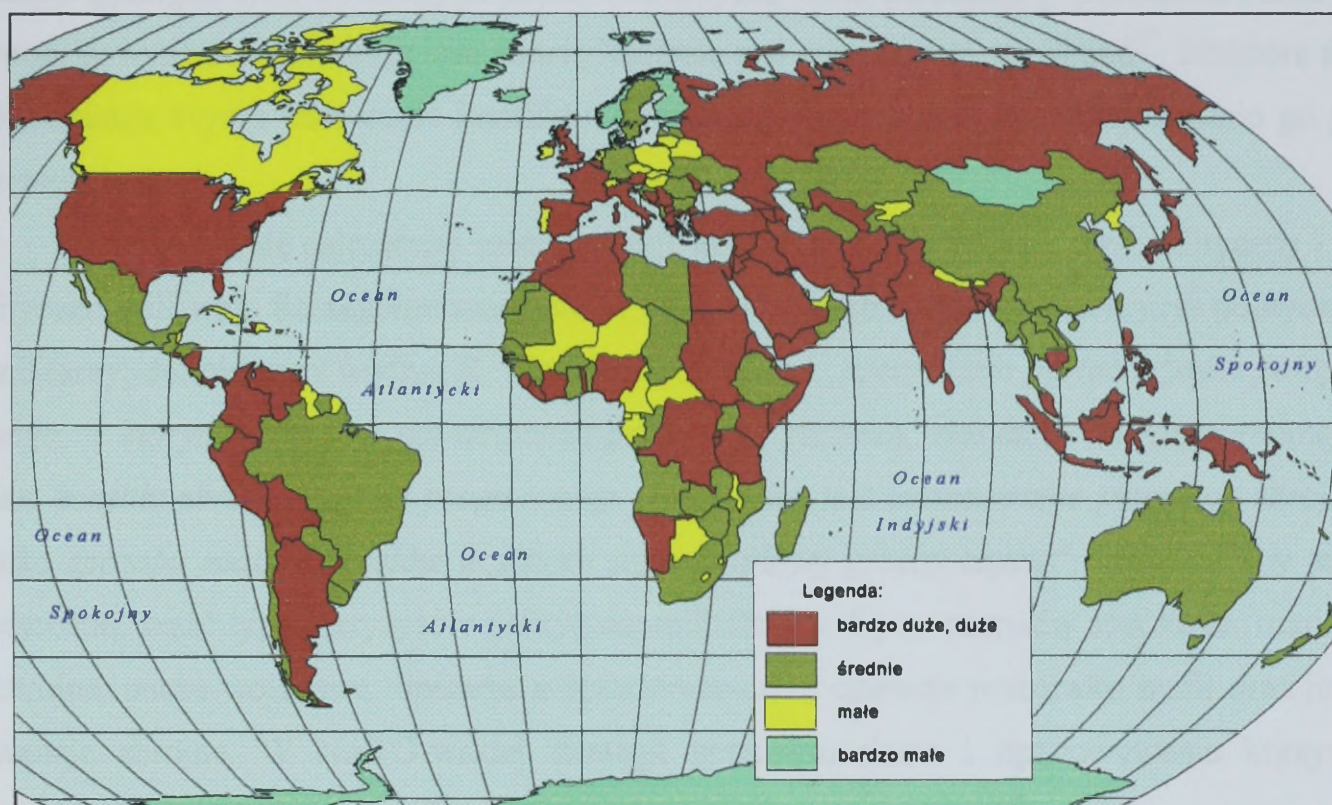 Ocean
Atlantycki
Ocean
Spokojny
Ocean
Indyjski
Ocean
Spokojny
Ocean
Atlantycki
Legenda:
bardzo duże, duże
średnie
małe
bardzo małe